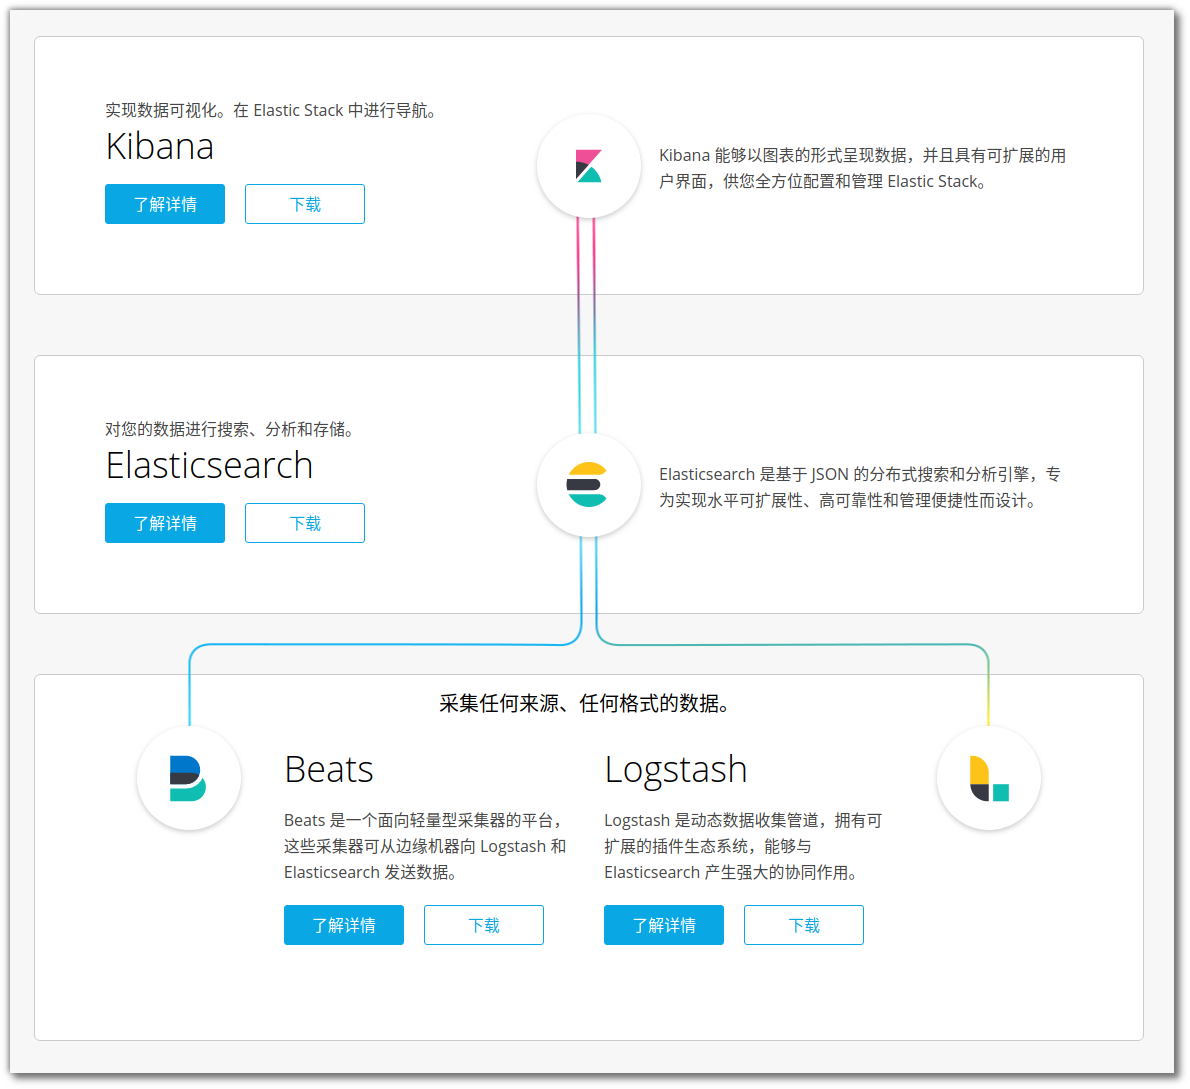 实现数据可视化。在 Elastic Stack 中进行导航。
Kibana
了解详情
下载
Kibana 能够以图表的形式呈现数据，并且具有可扩展的用
户界面，供您全方位配置和管理 Elastic Stack。
对您的数据进行搜索、分析和存储。
Elasticsearch
了解详情
下载
Elasticsearch 是基于 JSON 的分布式搜索和分析引擎，专
为实现水平可扩展性、高可靠性和管理便捷性而设计。
采集任何来源、任何格式的数据。
Beats
Beats 是一个面向轻量型采集器的平台，
这些采集器可从边缘机器向 Logstash 和
Elasticsearch 发送数据。
了解详情
下载
Logstash
Logstash 是动态数据收集管道，拥有可
扩展的插件生态系统，能够与
Elasticsearch 产生强大的协同作用。
了解详情
下载